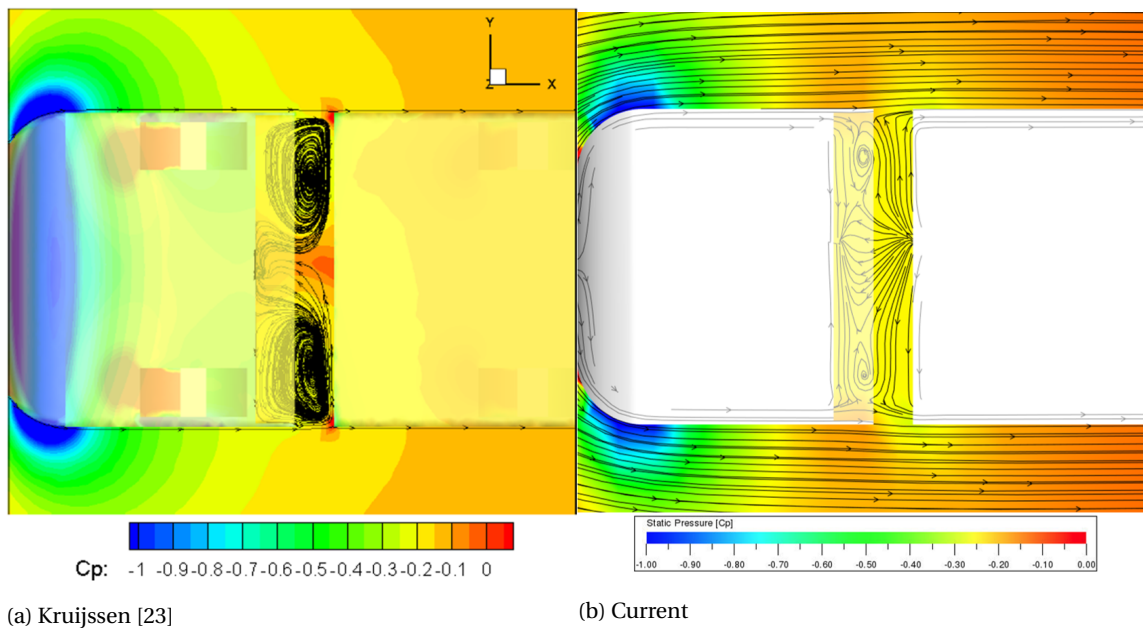 Y
Z X
Cp: -1 -0.9 -0.8 -0.7 -0.6 -0.5 -0.4 -0.3 -0.2 -0.1 0
(a) Kruijssen [23]
Static Pressure [Cp]
-1.00 -0.90 -0.80 -0.70 -0.60 -0.50 -0.40 -0.30 -0.20 -0.10 0.00
(b) Current